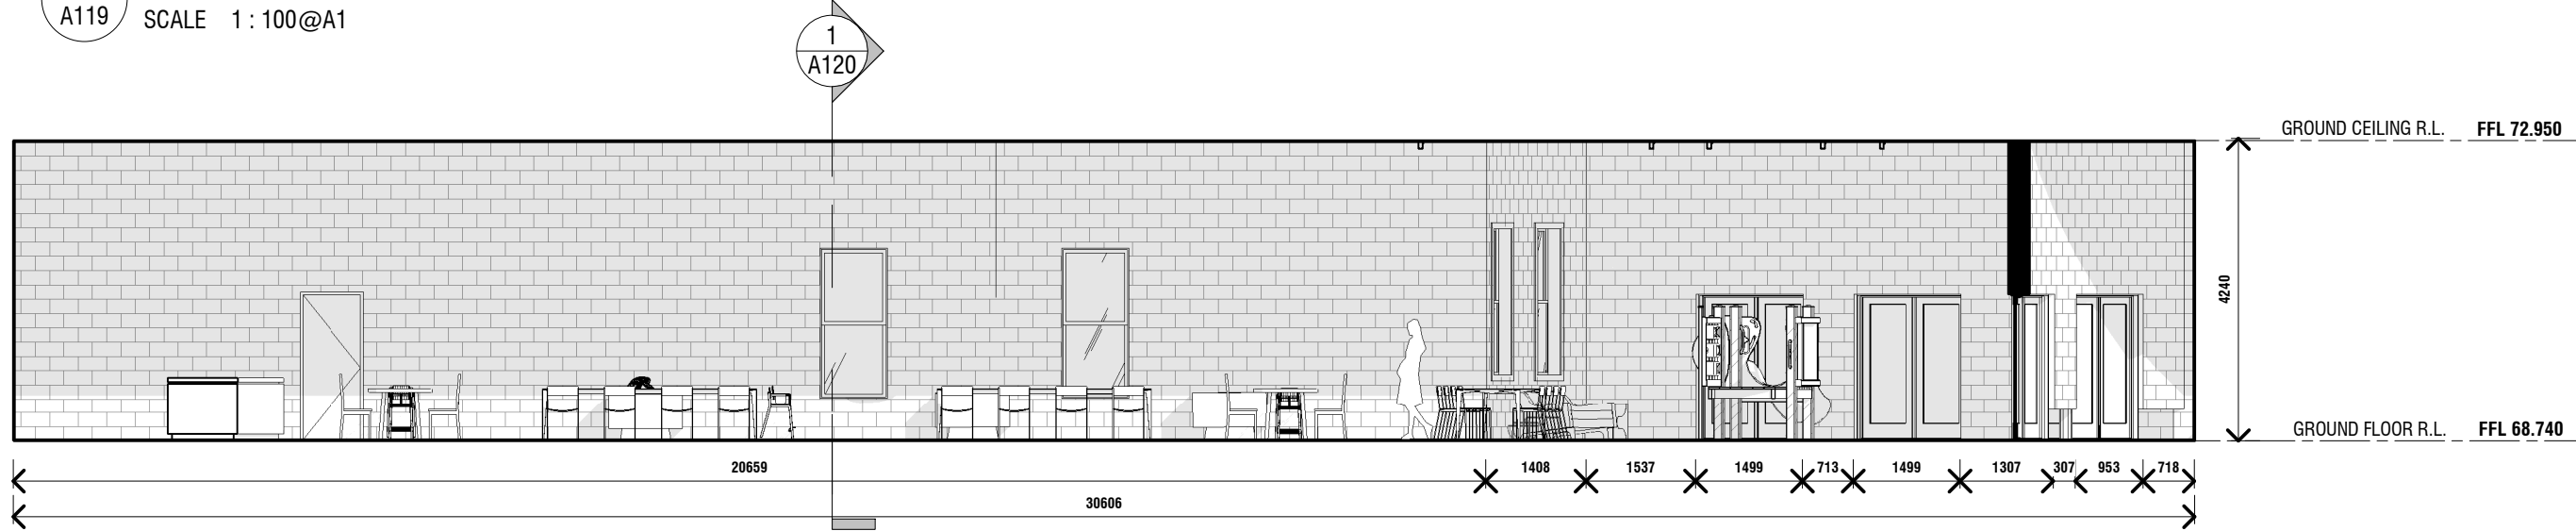 A119
SCALE 1 : 100@A1
1
A120
GROUND CEILING R.L. FFL 72.950
4240
GROUND FLOOR R.L. FFL 68.740
20659 1408 1537 1499 713 1499 1307 307 953 718
30606